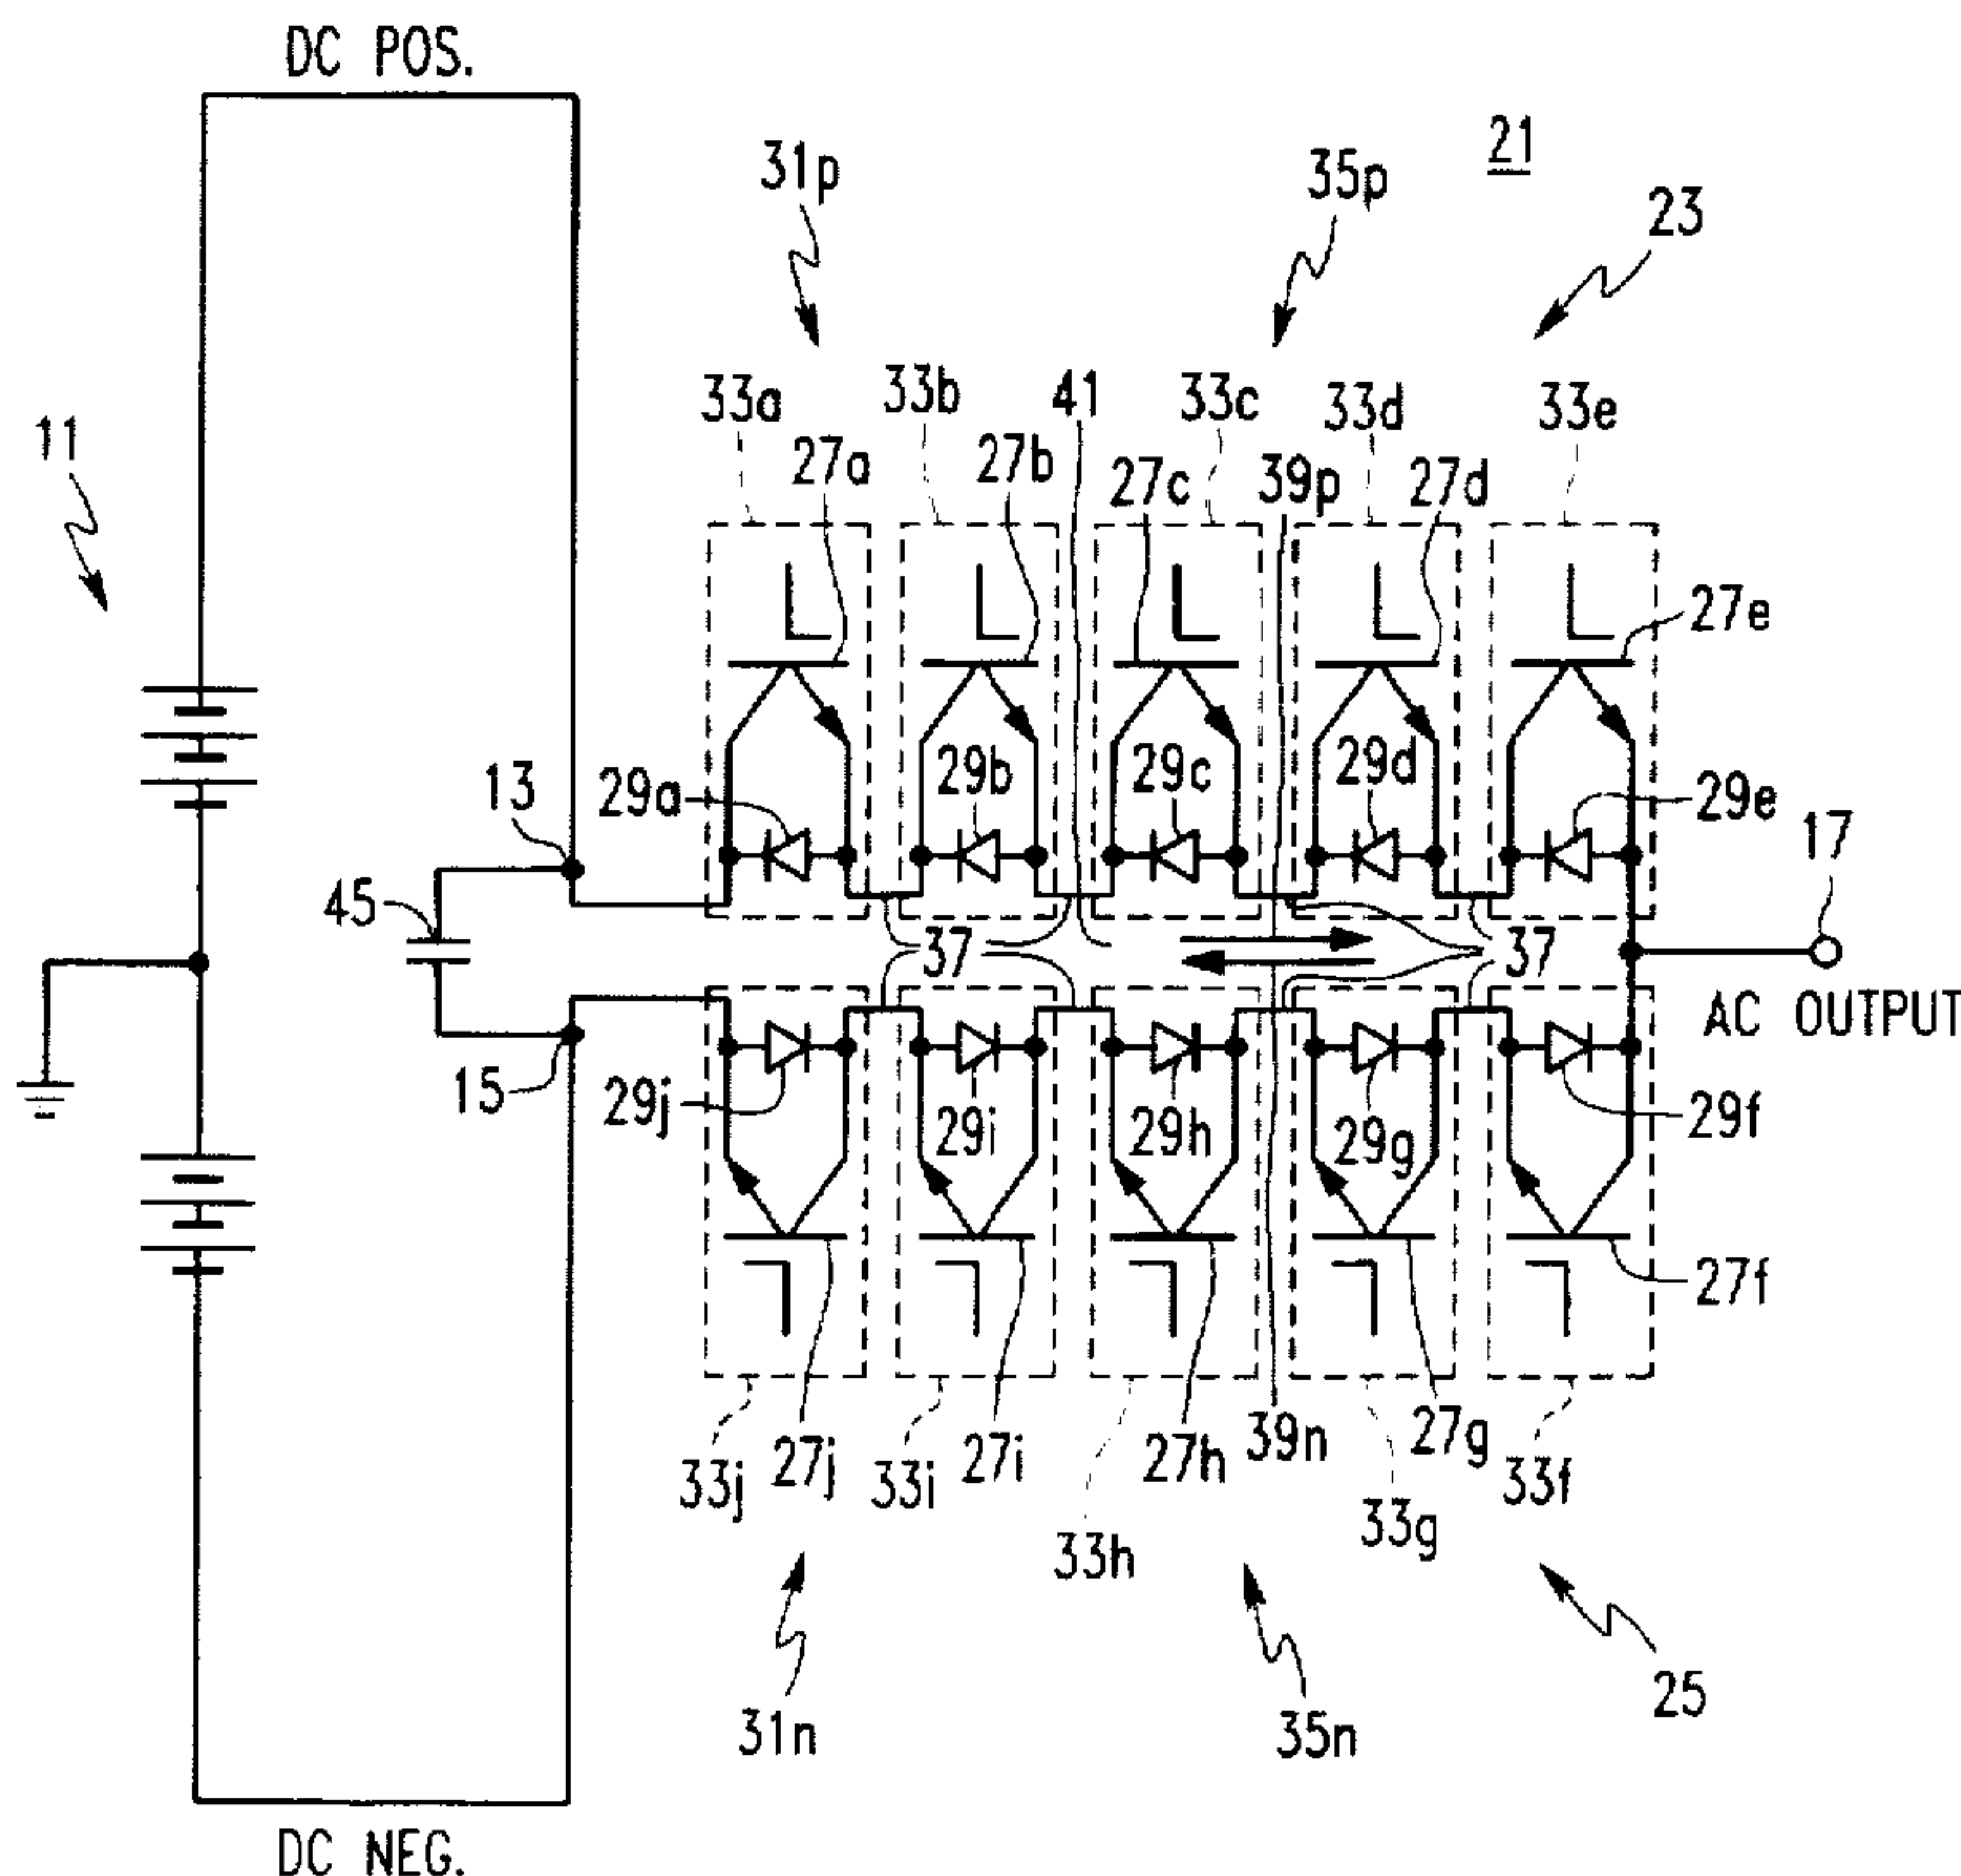 DC POS.
21
31p
35p
23
33a
33b
41
33c
33d
33e
11
27a
27b
27c
39p
27d
27e
13
29a
29b
29c
29d
29e
17
45
37
37
AC OUTPUT
15
29j
29i
29h
29g
29f
27f
33j
27j
33i
27i
27h
39n
27g
33f
33h
33g
31n
35n
25
DC NEG.